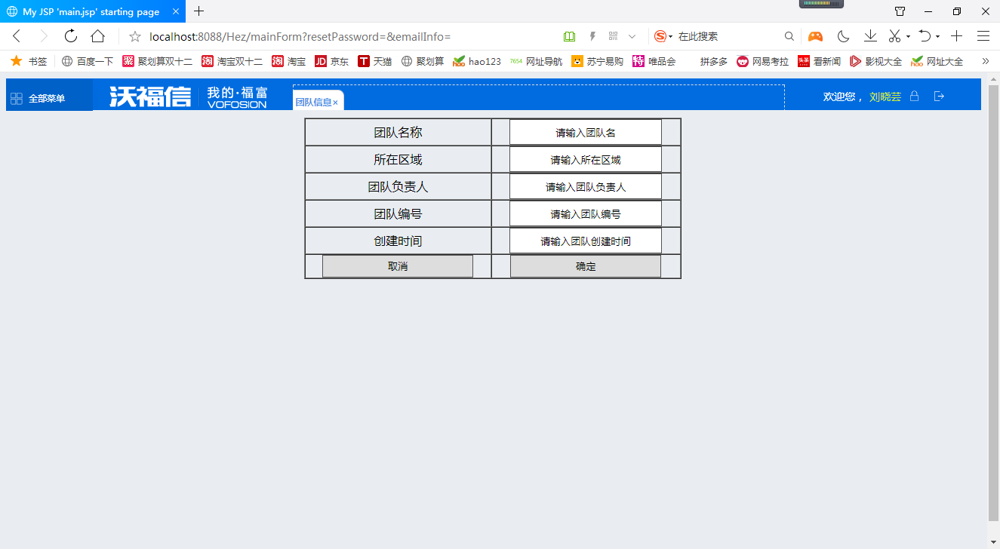 My JSP 'main.jsp' starting page
localhost:8088/Hez/mainForm?resetPassword=&emailInfo=
在此搜索
书签 百度一下 聚划算双十二 淘宝双十二 淘宝 京东 天猫 聚划算 hao123 网址导航 苏宁易购 唯品会 拼多多 网易考拉 看新闻 影视大全 网址大全
全部菜单 沃福信 我的·福富 VOFOSION 团队信息× 欢迎您， 刘晓芸
团队名称 请输入团队名
所在区域 请输入所在区域
团队负责人 请输入团队负责人
团队编号 请输入团队编号
创建时间 请输入团队创建时间
取消 确定